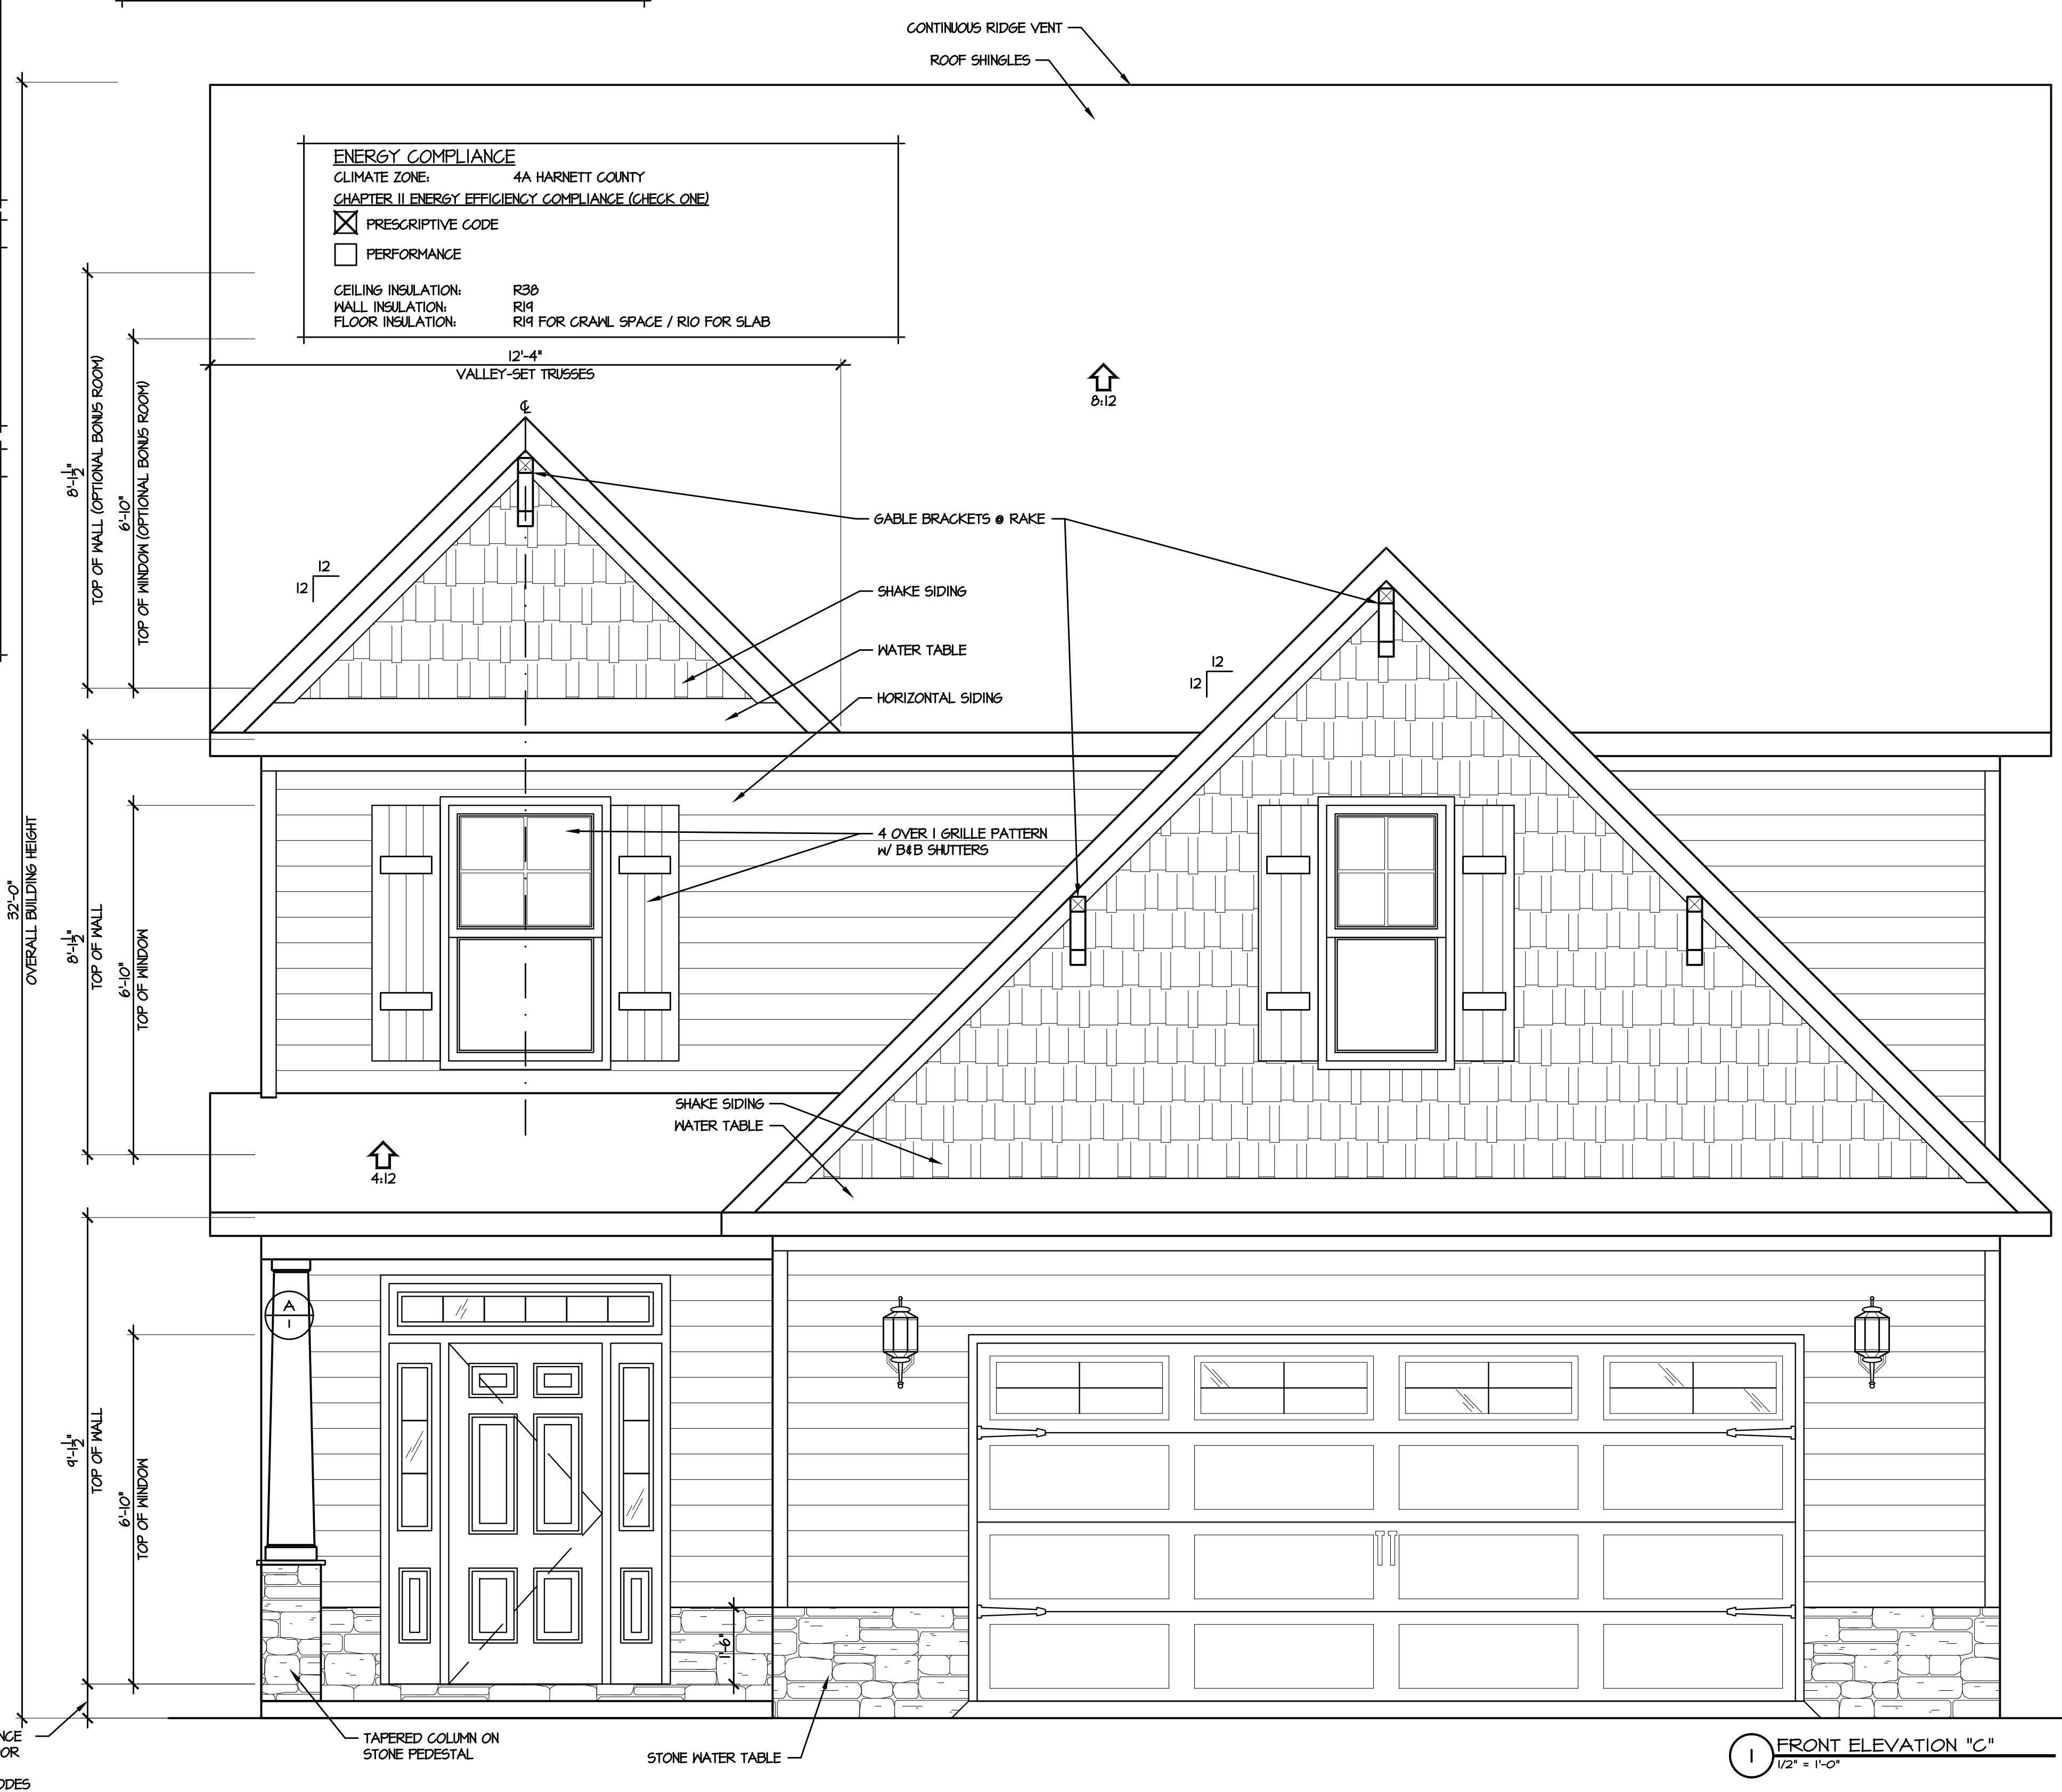 CONTINUOUS RIDGE VENT
ROOF SHINGLES
ENERGY COMPLIANCE
CLIMATE ZONE: 4A HARNETT COUNTY
CHAPTER 11 ENERGY EFFICIENCY COMPLIANCE (CHECK ONE)
PRESCRIPTIVE CODE
PERFORMANCE
CEILING INSULATION: R38
WALL INSULATION: R19
FLOOR INSULATION: R19 FOR CRAWL SPACE / R10 FOR SLAB
12'-4"
VALLEY-SET TRUSSES
8:12
8'-1 1/2"
TOP OF WALL (OPTIONAL BONUS ROOM)
6'-10"
TOP OF WINDOW (OPTIONAL BONUS ROOM)
GABLE BRACKETS @ RAKE
12
12
SHAKE SIDING
WATER TABLE
12
12
HORIZONTAL SIDING
32'-0"
OVERALL BUILDING HEIGHT
8'-1 1/2"
TOP OF WALL
6'-10"
TOP OF WINDOW
4 OVER 1 GRILLE PATTERN
w/ B&B SHUTTERS
SHAKE SIDING
WATER TABLE
4:12
A
1
9'-1 1/2"
TOP OF WALL
6'-10"
TOP OF WINDOW
1'-6"
NCE
OR
TAPERED COLUMN ON
STONE PEDESTAL
STONE WATER TABLE
ODES
1
FRONT ELEVATION "C"
1/2" = 1'-0"